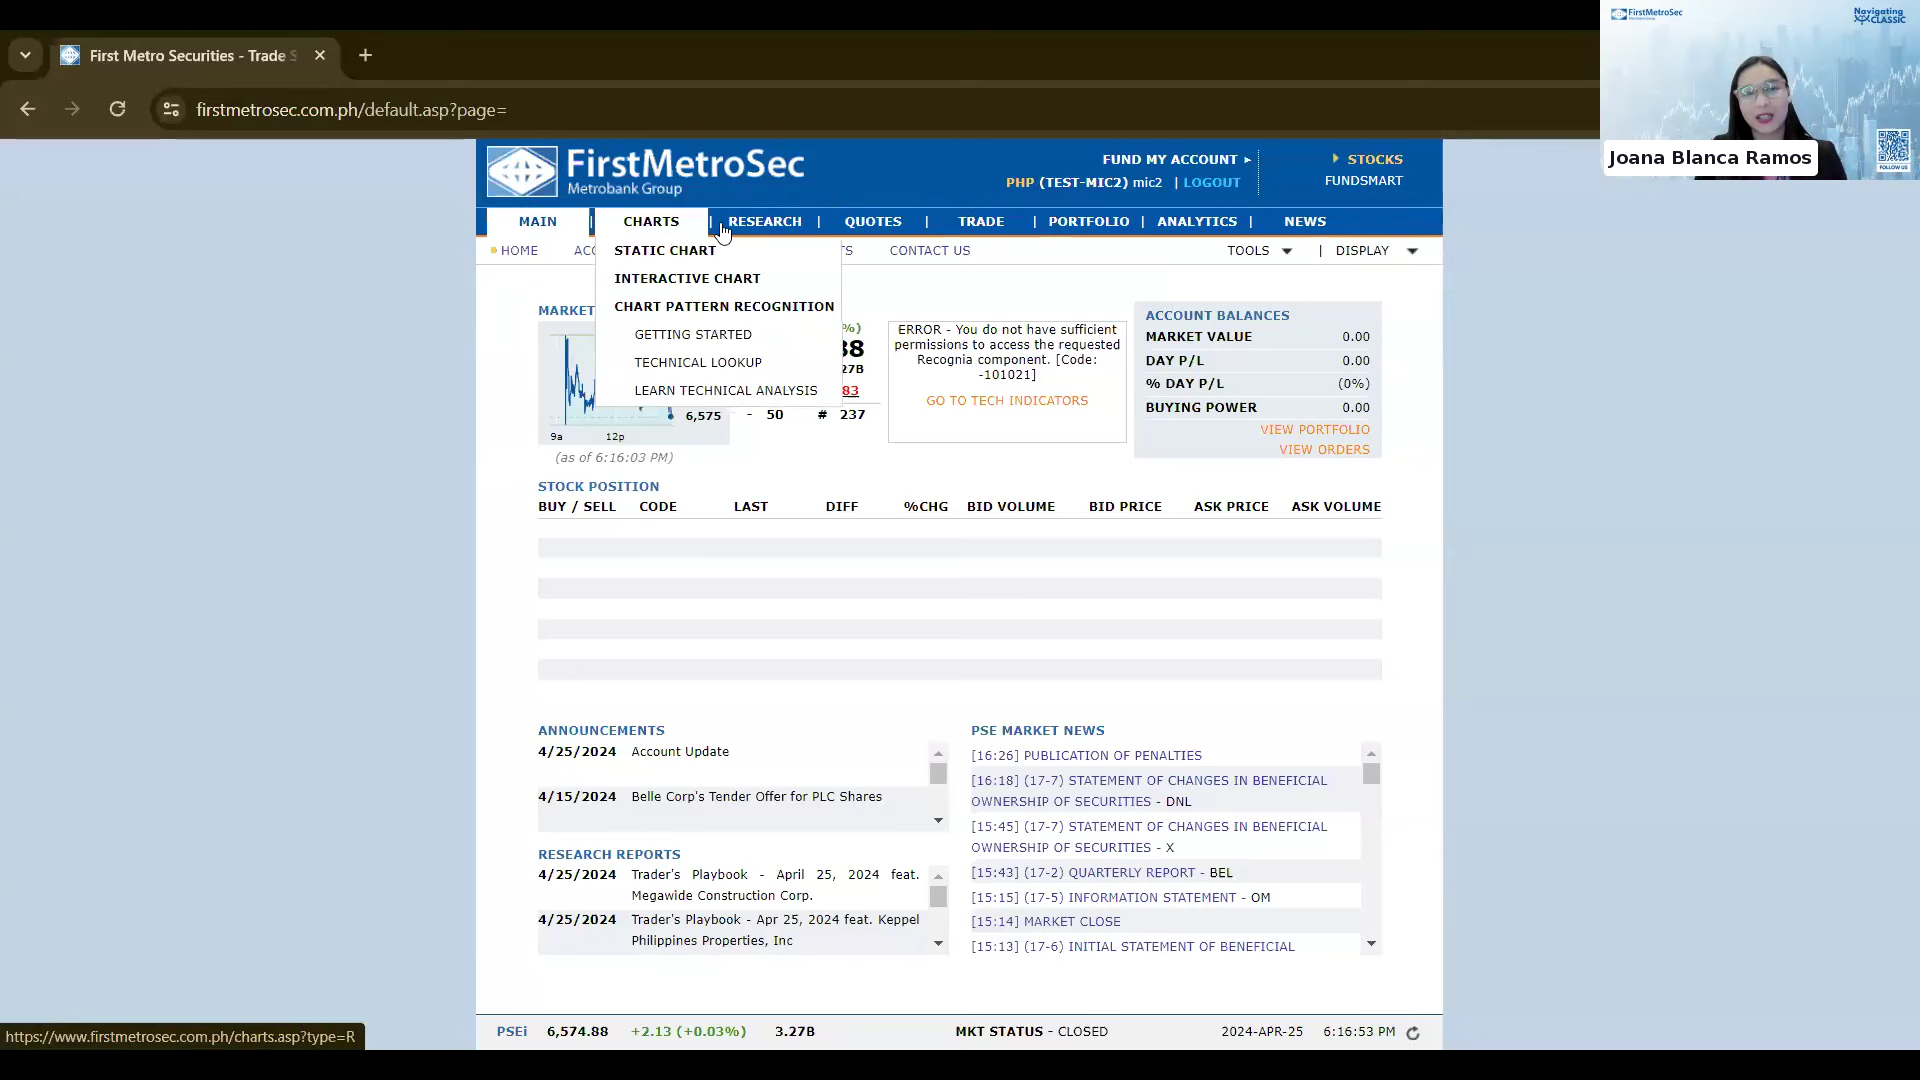 FirstMetroSec
Navigating
CLASSIC
First Metro Securities - Trade S
firstmetrosec.com.ph/default.asp?page=
FirstMetroSec
Metrobank Group
FUND MY ACCOUNT
STOCKS
PHP (TEST-MIC2) mic2 | LOGOUT
FUNDSMART
Joana Blanca Ramos
FOLLOW US
MAIN | CHARTS | RESEARCH | QUOTES | TRADE | PORTFOLIO | ANALYTICS | NEWS
HOME
CONTACT US
TOOLS | DISPLAY
STATIC CHART
INTERACTIVE CHART
CHART PATTERN RECOGNITION
GETTING STARTED
TECHNICAL LOOKUP
LEARN TECHNICAL ANALYSIS
MARKET
%)
38
27B
83
6,575 - 50 # 237
9a 12p
(as of 6:16:03 PM)
ERROR - You do not have sufficient
permissions to access the requested
Recognia component. [Code:
-101021]
GO TO TECH INDICATORS
ACCOUNT BALANCES
MARKET VALUE 0.00
DAY P/L 0.00
% DAY P/L (0%)
BUYING POWER 0.00
VIEW PORTFOLIO
VIEW ORDERS
STOCK POSITION
BUY / SELL CODE LAST DIFF %CHG BID VOLUME BID PRICE ASK PRICE ASK VOLUME
ANNOUNCEMENTS
4/25/2024 Account Update
4/15/2024 Belle Corp's Tender Offer for PLC Shares
RESEARCH REPORTS
4/25/2024 Trader's Playbook - April 25, 2024 feat.
Megawide Construction Corp.
4/25/2024 Trader's Playbook - Apr 25, 2024 feat. Keppel
Philippines Properties, Inc
PSE MARKET NEWS
[16:26] PUBLICATION OF PENALTIES
[16:18] (17-7) STATEMENT OF CHANGES IN BENEFICIAL
OWNERSHIP OF SECURITIES - DNL
[15:45] (17-7) STATEMENT OF CHANGES IN BENEFICIAL
OWNERSHIP OF SECURITIES - X
[15:43] (17-2) QUARTERLY REPORT - BEL
[15:15] (17-5) INFORMATION STATEMENT - OM
[15:14] MARKET CLOSE
[15:13] (17-6) INITIAL STATEMENT OF BENEFICIAL
PSEi 6,574.88 +2.13 (+0.03%) 3.27B MKT STATUS - CLOSED 2024-APR-25 6:16:53 PM
https://www.firstmetrosec.com.ph/charts.asp?type=R